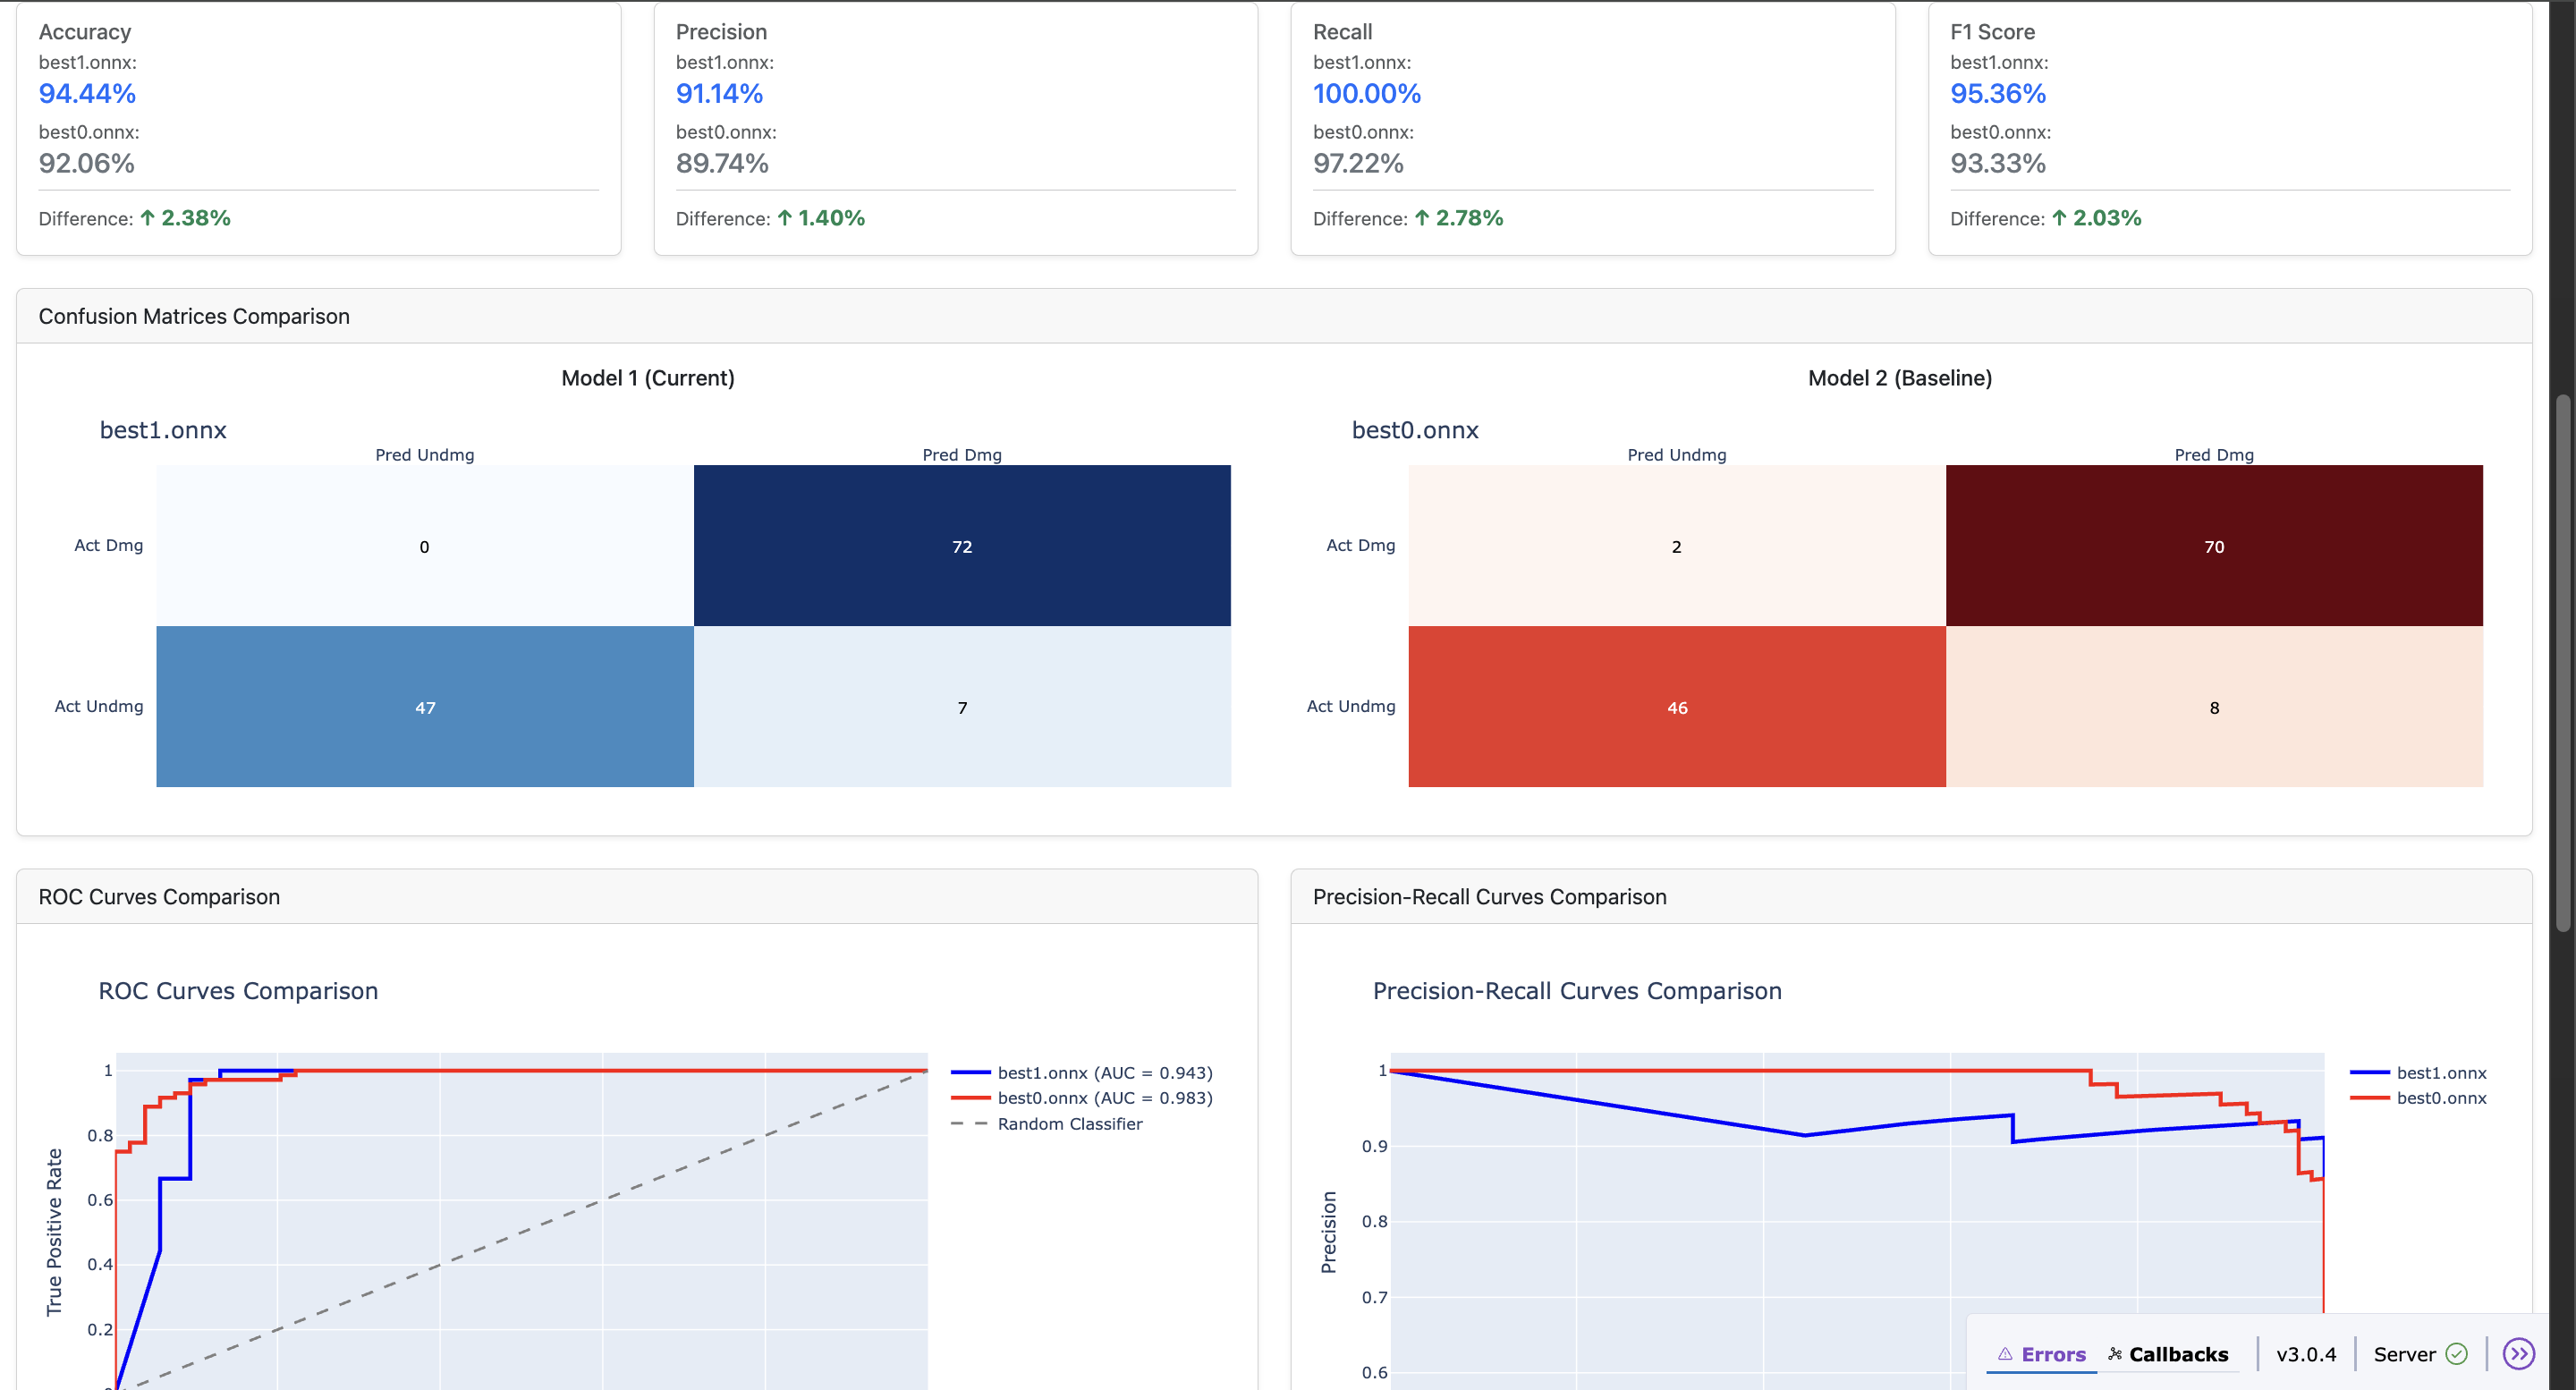 Accuracy
best1.onnx:
94.44%
best0.onnx:
92.06%
Difference: ↑ 2.38%
Precision
best1.onnx:
91.14%
best0.onnx:
89.74%
Difference: ↑ 1.40%
Recall
best1.onnx:
100.00%
best0.onnx:
97.22%
Difference: ↑ 2.78%
F1 Score
best1.onnx:
95.36%
best0.onnx:
93.33%
Difference: ↑ 2.03%
Confusion Matrices Comparison
Model 1 (Current)
best1.onnx
Pred Undmg Pred Dmg
Act Dmg 0 72
Act Undmg 47 7
Model 2 (Baseline)
best0.onnx
Pred Undmg Pred Dmg
Act Dmg 2 70
Act Undmg 46 8
ROC Curves Comparison
ROC Curves Comparison
True Positive Rate
1
0.8
0.6
0.4
0.2
best1.onnx (AUC = 0.943)
best0.onnx (AUC = 0.983)
Random Classifier
Precision-Recall Curves Comparison
Precision-Recall Curves Comparison
Precision
1
0.9
0.8
0.7
0.6
best1.onnx
best0.onnx
Errors Callbacks v3.0.4 Server